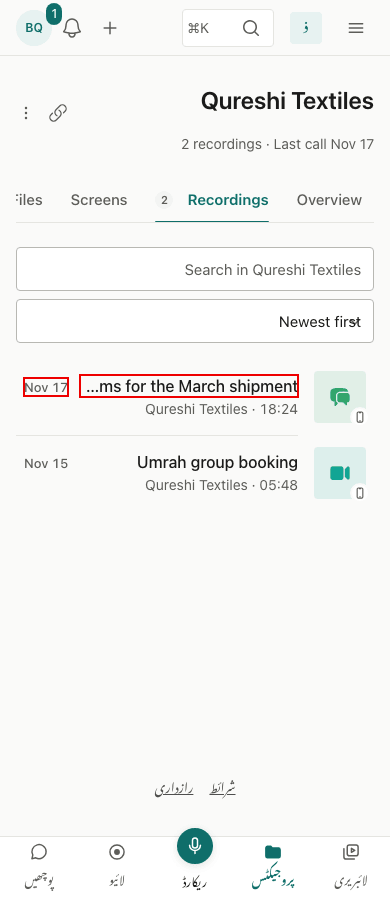 BQ
1
⌘K
ذ
Qureshi Textiles
2 recordings · Last call Nov 17
Overview
Recordings
2
Screens
Files
Search in Qureshi Textiles
Newest first
...ms for the March shipment
Nov 17
Qureshi Textiles · 18:24
Umrah group booking
Nov 15
Qureshi Textiles · 05:48
شرائط
رازداری
لائبریری
پروجیکٹس
ریکارڈ
لائیو
پوچھیں